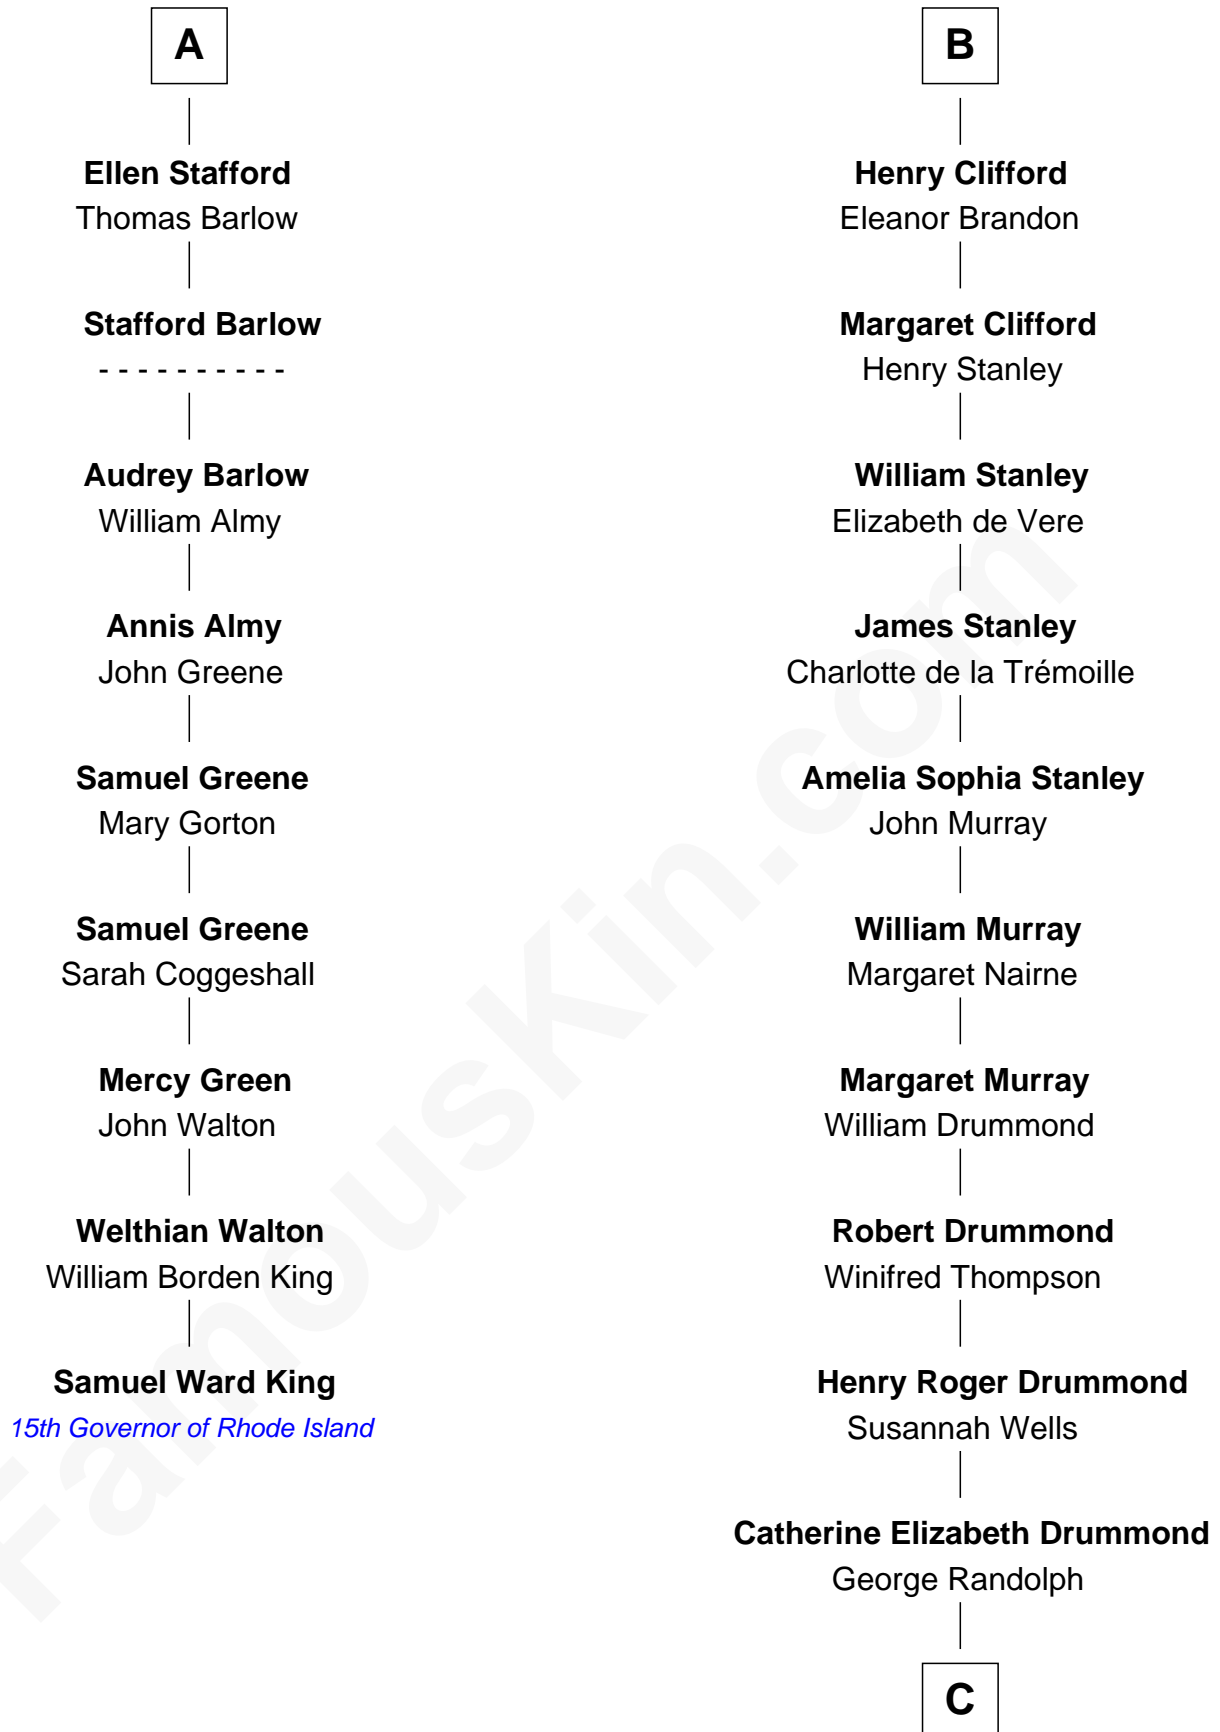 A
Ellen Stafford
Thomas Barlow
Stafford Barlow
- - - - - - - - - -
Audrey Barlow
William Almy
Annis Almy
John Greene
Samuel Greene
Mary Gorton
Samuel Greene
Sarah Coggeshall
Mercy Green
John Walton
Welthian Walton
William Borden King
Samuel Ward King
15th Governor of Rhode Island
B
Henry Clifford
Eleanor Brandon
Margaret Clifford
Henry Stanley
William Stanley
Elizabeth de Vere
James Stanley
Charlotte de la Trémoille
Amelia Sophia Stanley
John Murray
William Murray
Margaret Nairne
Margaret Murray
William Drummond
Robert Drummond
Winifred Thompson
Henry Roger Drummond
Susannah Wells
Catherine Elizabeth Drummond
George Randolph
C
FamousKin.com